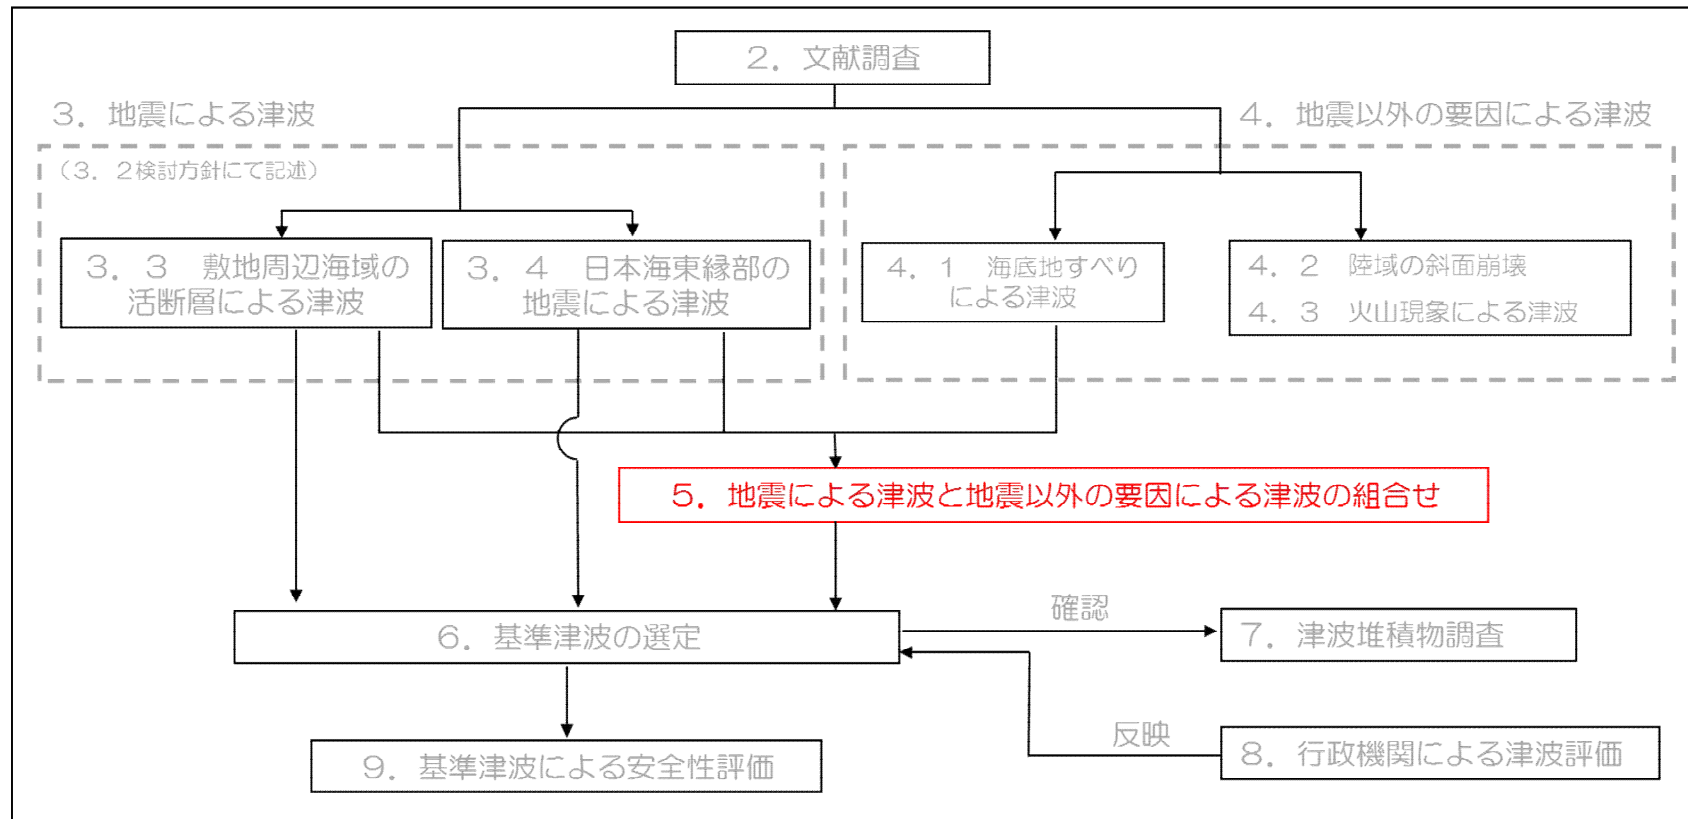 2．文献調査
3．地震による津波
4．地震以外の要因による津波
（3．2検討方針にて記述）
3．3　敷地周辺海域の
活断層による津波
3．4　日本海東縁部の
地震による津波
4．1　海底地すべり
による津波
4．2　陸域の斜面崩壊
4．3　火山現象による津波
5．地震による津波と地震以外の要因による津波の組合せ
確認
6．基準津波の選定
7．津波堆積物調査
反映
8．行政機関による津波評価
9．基準津波による安全性評価